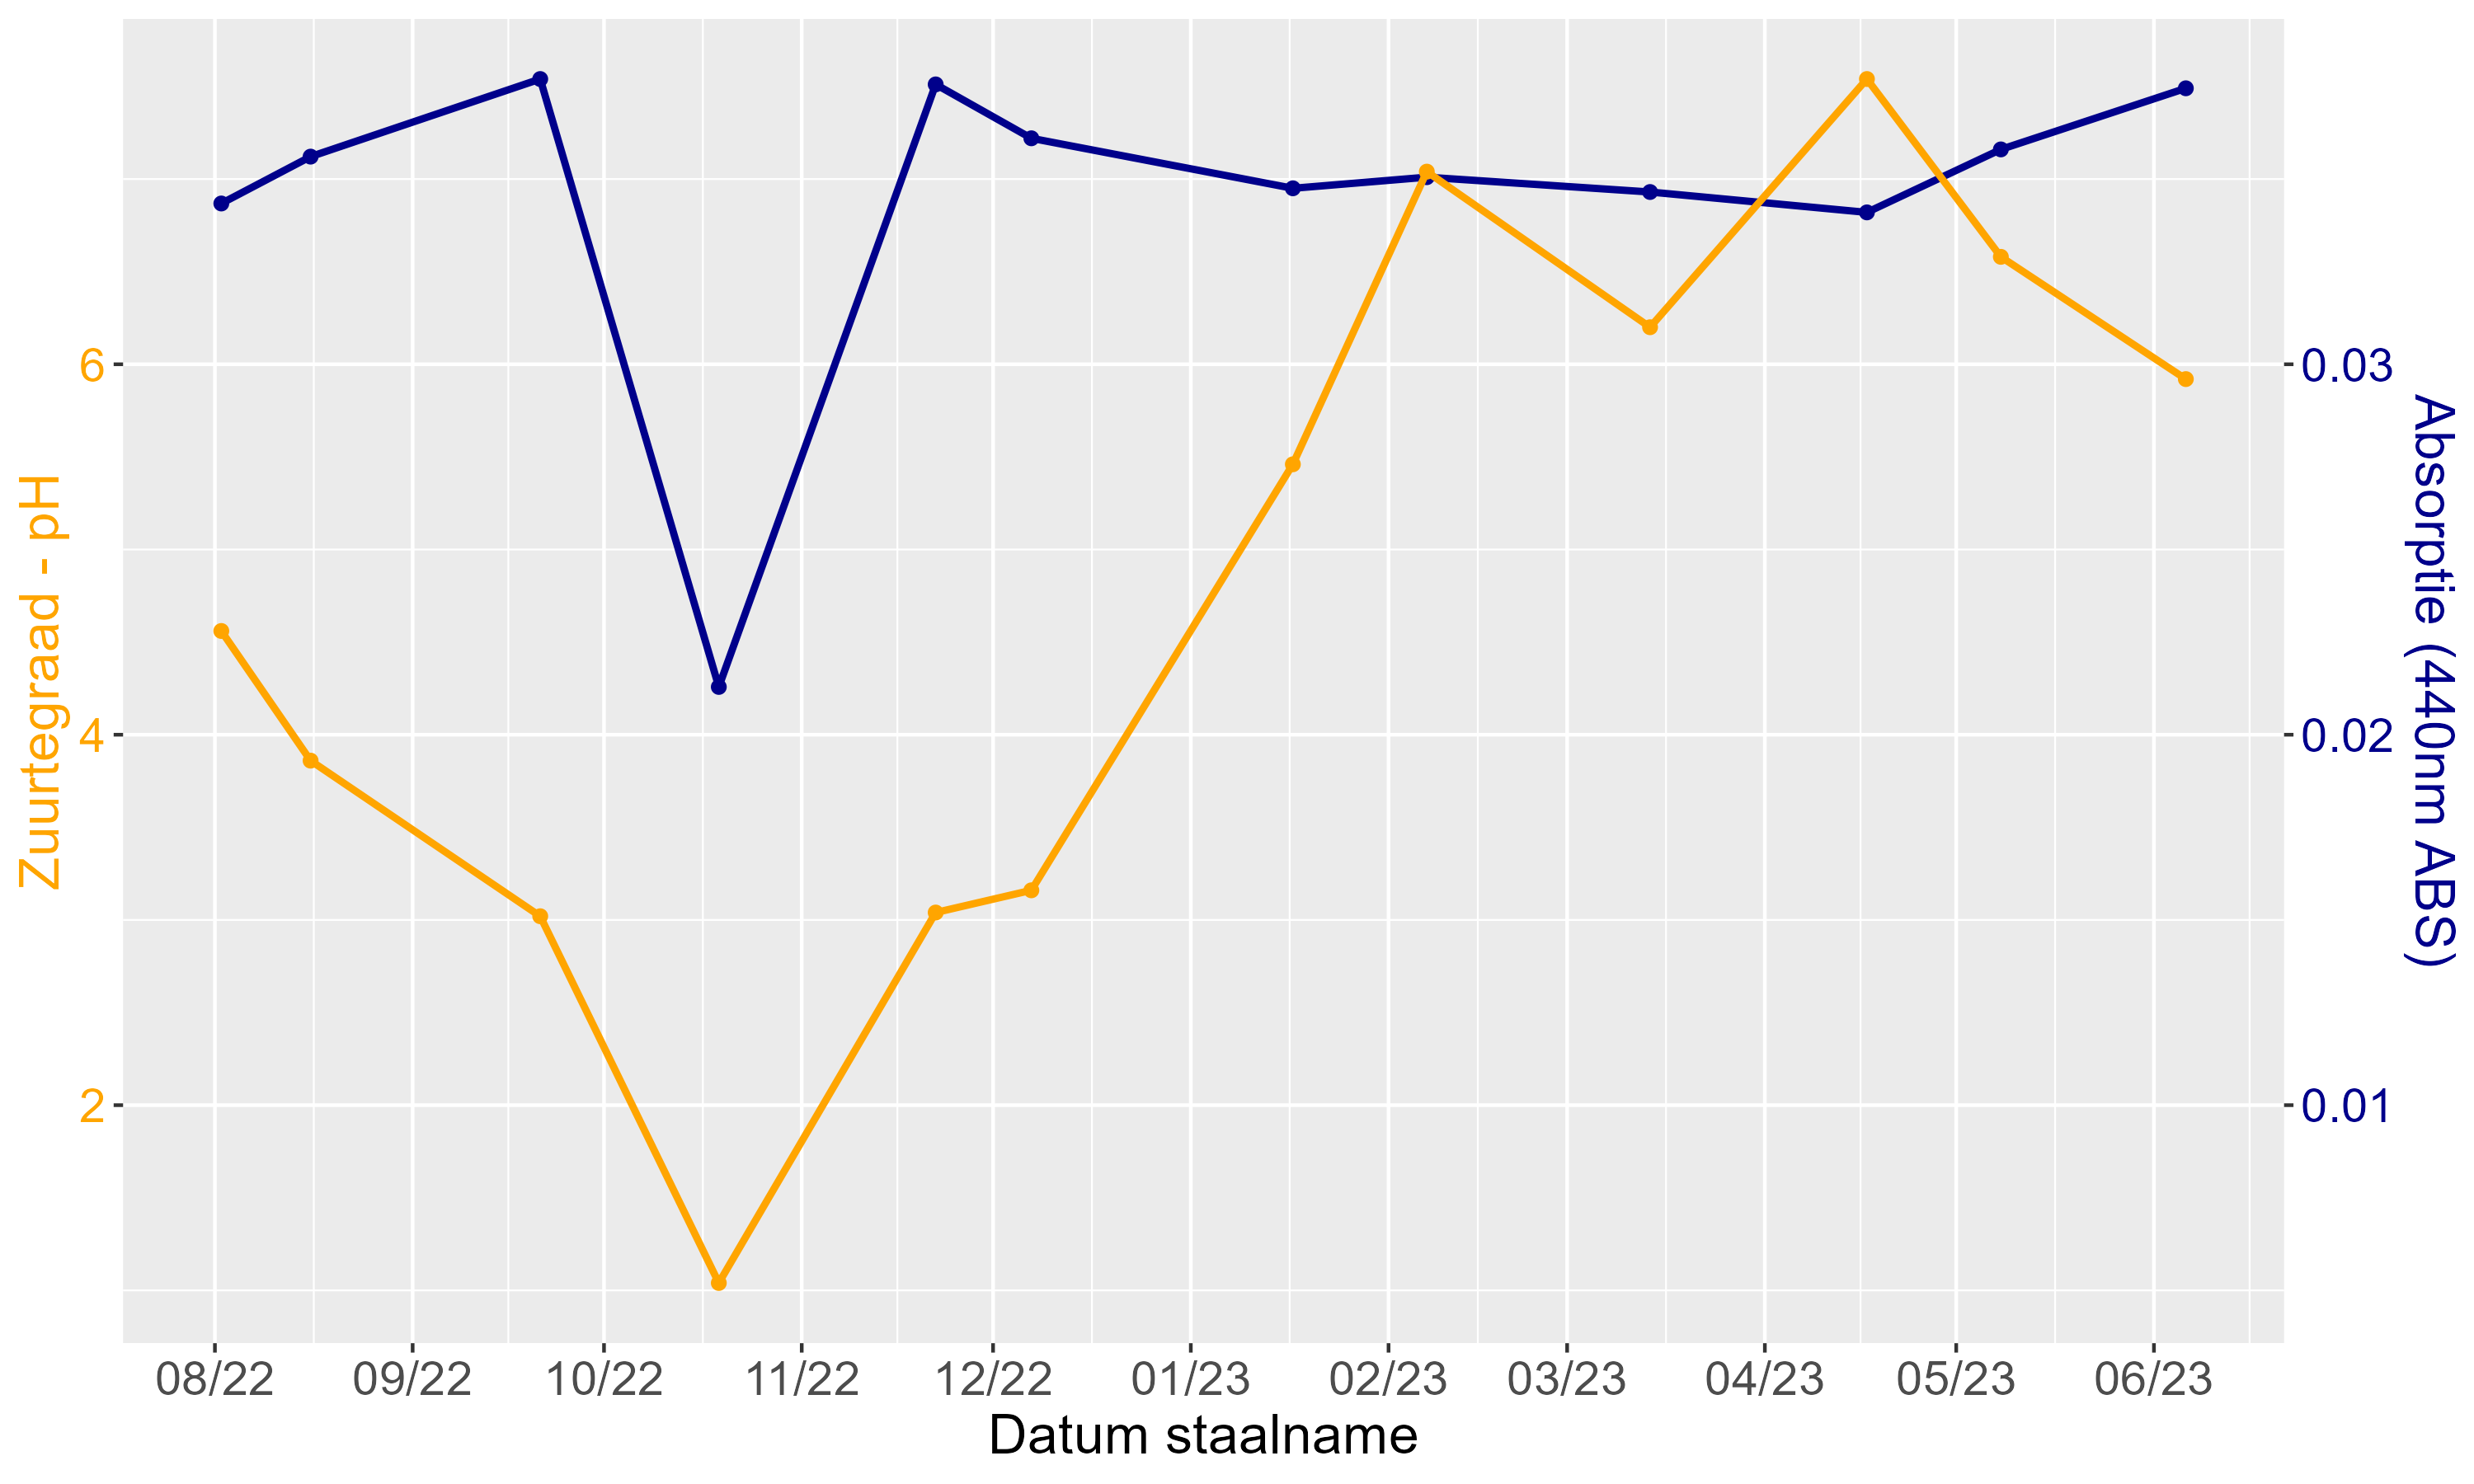 Zuurtegraad - pH
6
4
2
0.03
0.02
0.01
Absorptie (440nm ABS)
08/22 09/22 10/22 11/22 12/22 01/23 02/23 03/23 04/23 05/23 06/23
Datum staalname